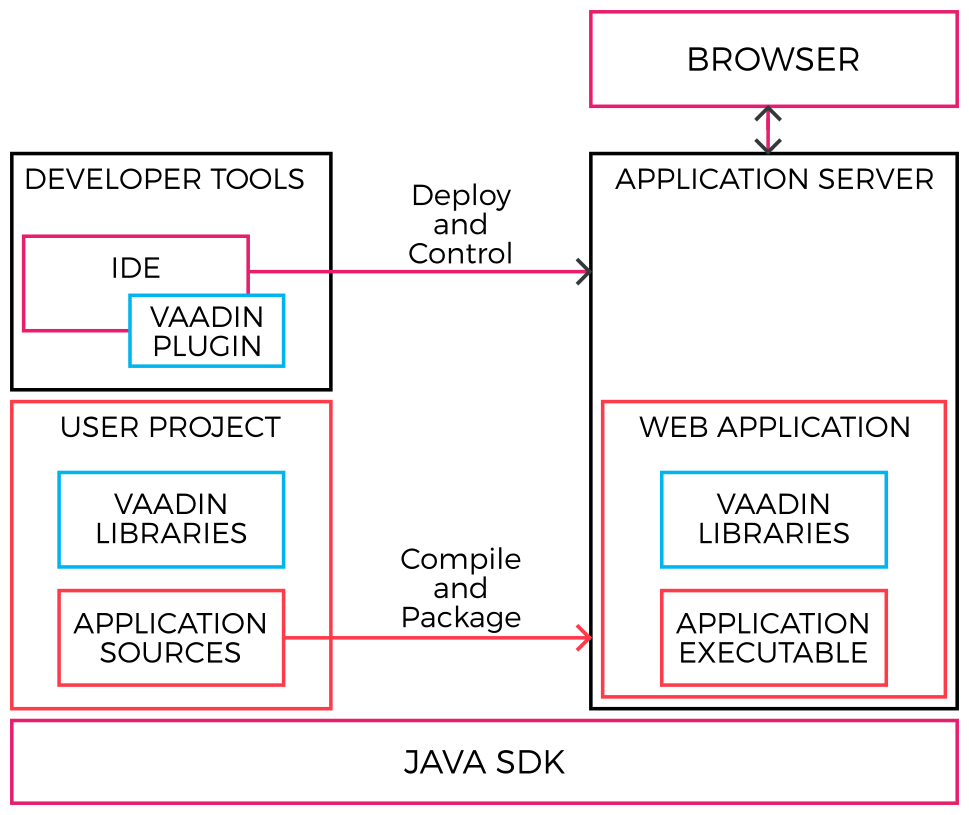 BROWSER
DEVELOPER TOOLS
IDE
VAADIN
PLUGIN
Deploy
and
Control
APPLICATION SERVER
USER PROJECT
VAADIN
LIBRARIES
APPLICATION
SOURCES
Compile
and
Package
WEB APPLICATION
VAADIN
LIBRARIES
APPLICATION
EXECUTABLE
JAVA SDK